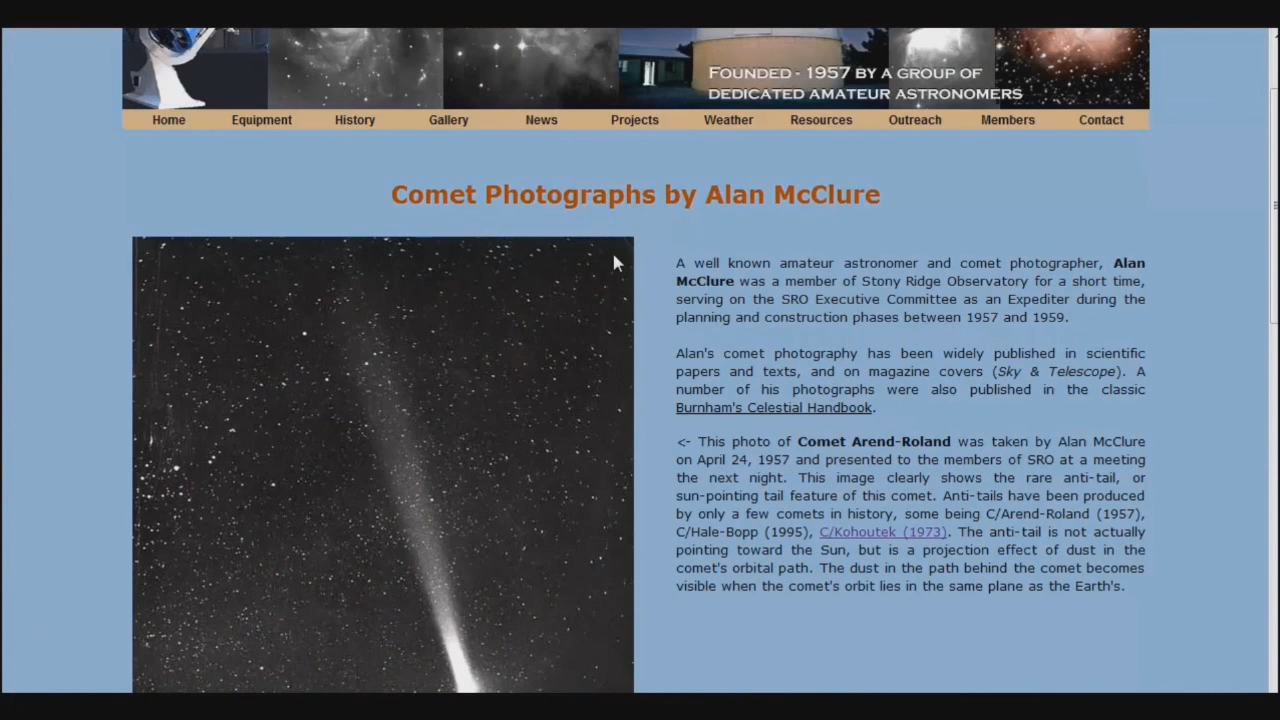 FOUNDED - 1957 BY A GROUP OF
DEDICATED AMATEUR ASTRONOMERS
Home Equipment History Gallery News Projects Weather Resources Outreach Members Contact
Comet Photographs by Alan McClure
A well known amateur astronomer and comet photographer, Alan
McClure was a member of Stony Ridge Observatory for a short time,
serving on the SRO Executive Committee as an Expediter during the
planning and construction phases between 1957 and 1959.
Alan's comet photography has been widely published in scientific
papers and texts, and on magazine covers (Sky & Telescope). A
number of his photographs were also published in the classic
Burnham's Celestial Handbook.
<- This photo of Comet Arend-Roland was taken by Alan McClure
on April 24, 1957 and presented to the members of SRO at a meeting
the next night. This image clearly shows the rare anti-tail, or
sun-pointing tail feature of this comet. Anti-tails have been produced
by only a few comets in history, some being C/Arend-Roland (1957),
C/Hale-Bopp (1995), C/Kohoutek (1973). The anti-tail is not actually
pointing toward the Sun, but is a projection effect of dust in the
comet's orbital path. The dust in the path behind the comet becomes
visible when the comet's orbit lies in the same plane as the Earth's.